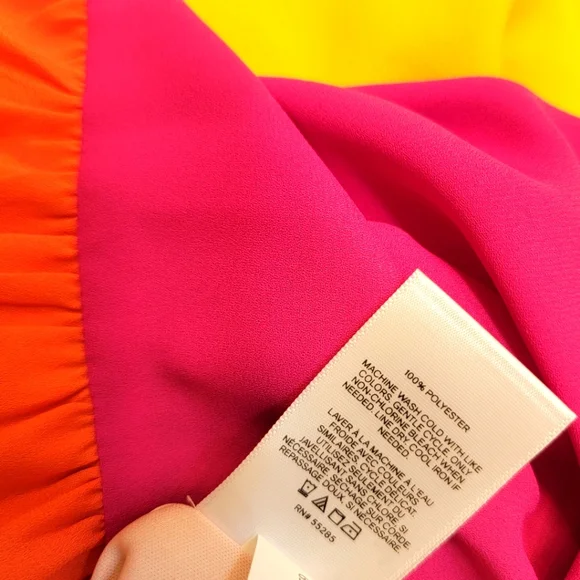 100% POLYESTER
MACHINE WASH COLD WITH LIKE
COLORS, GENTLE CYCLE. ONLY
NON-CHLORINE BLEACH WHEN
NEEDED. LINE DRY. COOL IRON IF
NEEDED
LAVER À LA MACHINE À L'EAU
FROIDE AVEC COULEURS
SIMILAIRES, CYCLE DÉLICAT.
UTILISER SEULEMENT DU
JAVELLISANT SANS CHLORE, SI
NÉCESSAIRE. SÉCHAGE SUR CORDE.
REPASSAGE DOUX, SI NÉCESSAIRE
RN# 55285